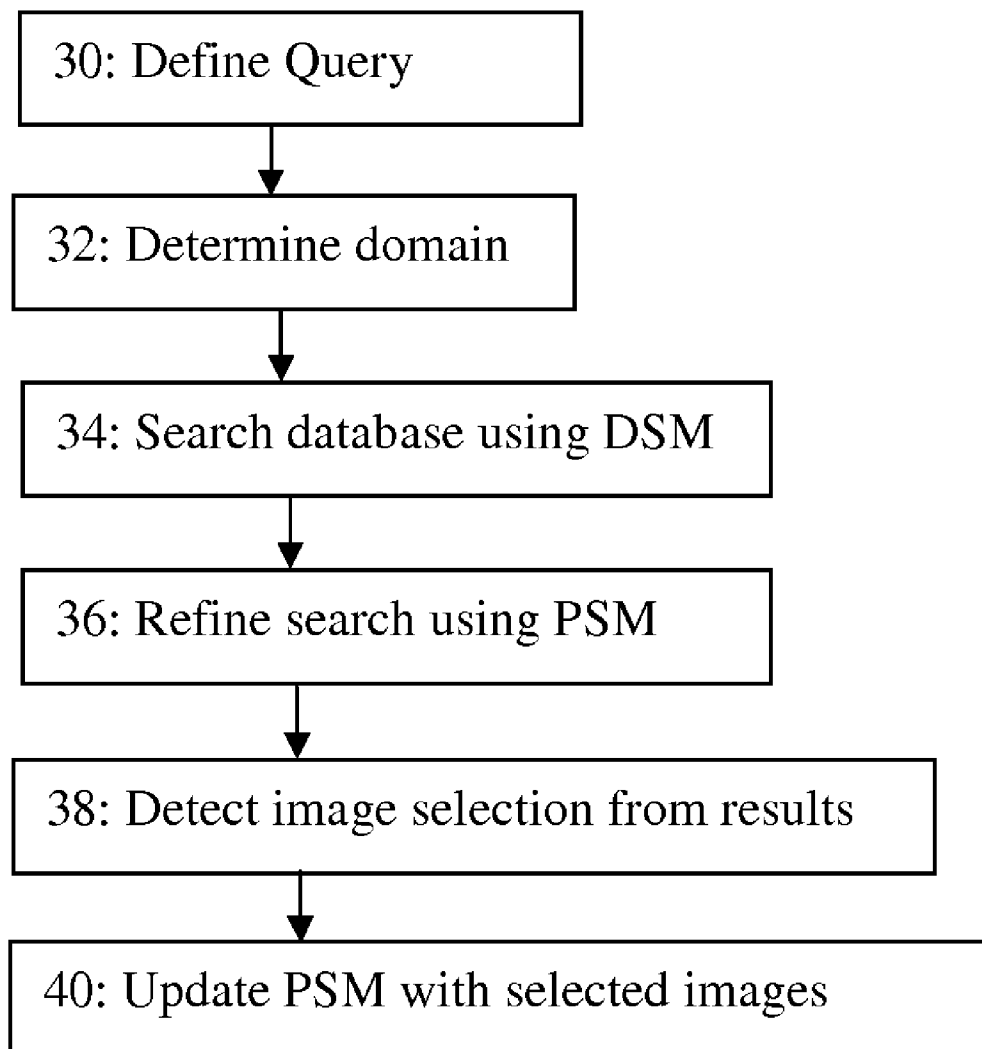 30: Define Query
32: Determine domain
34: Search database using DSM
36: Refine search using PSM
38: Detect image selection from results
40: Update PSM with selected images